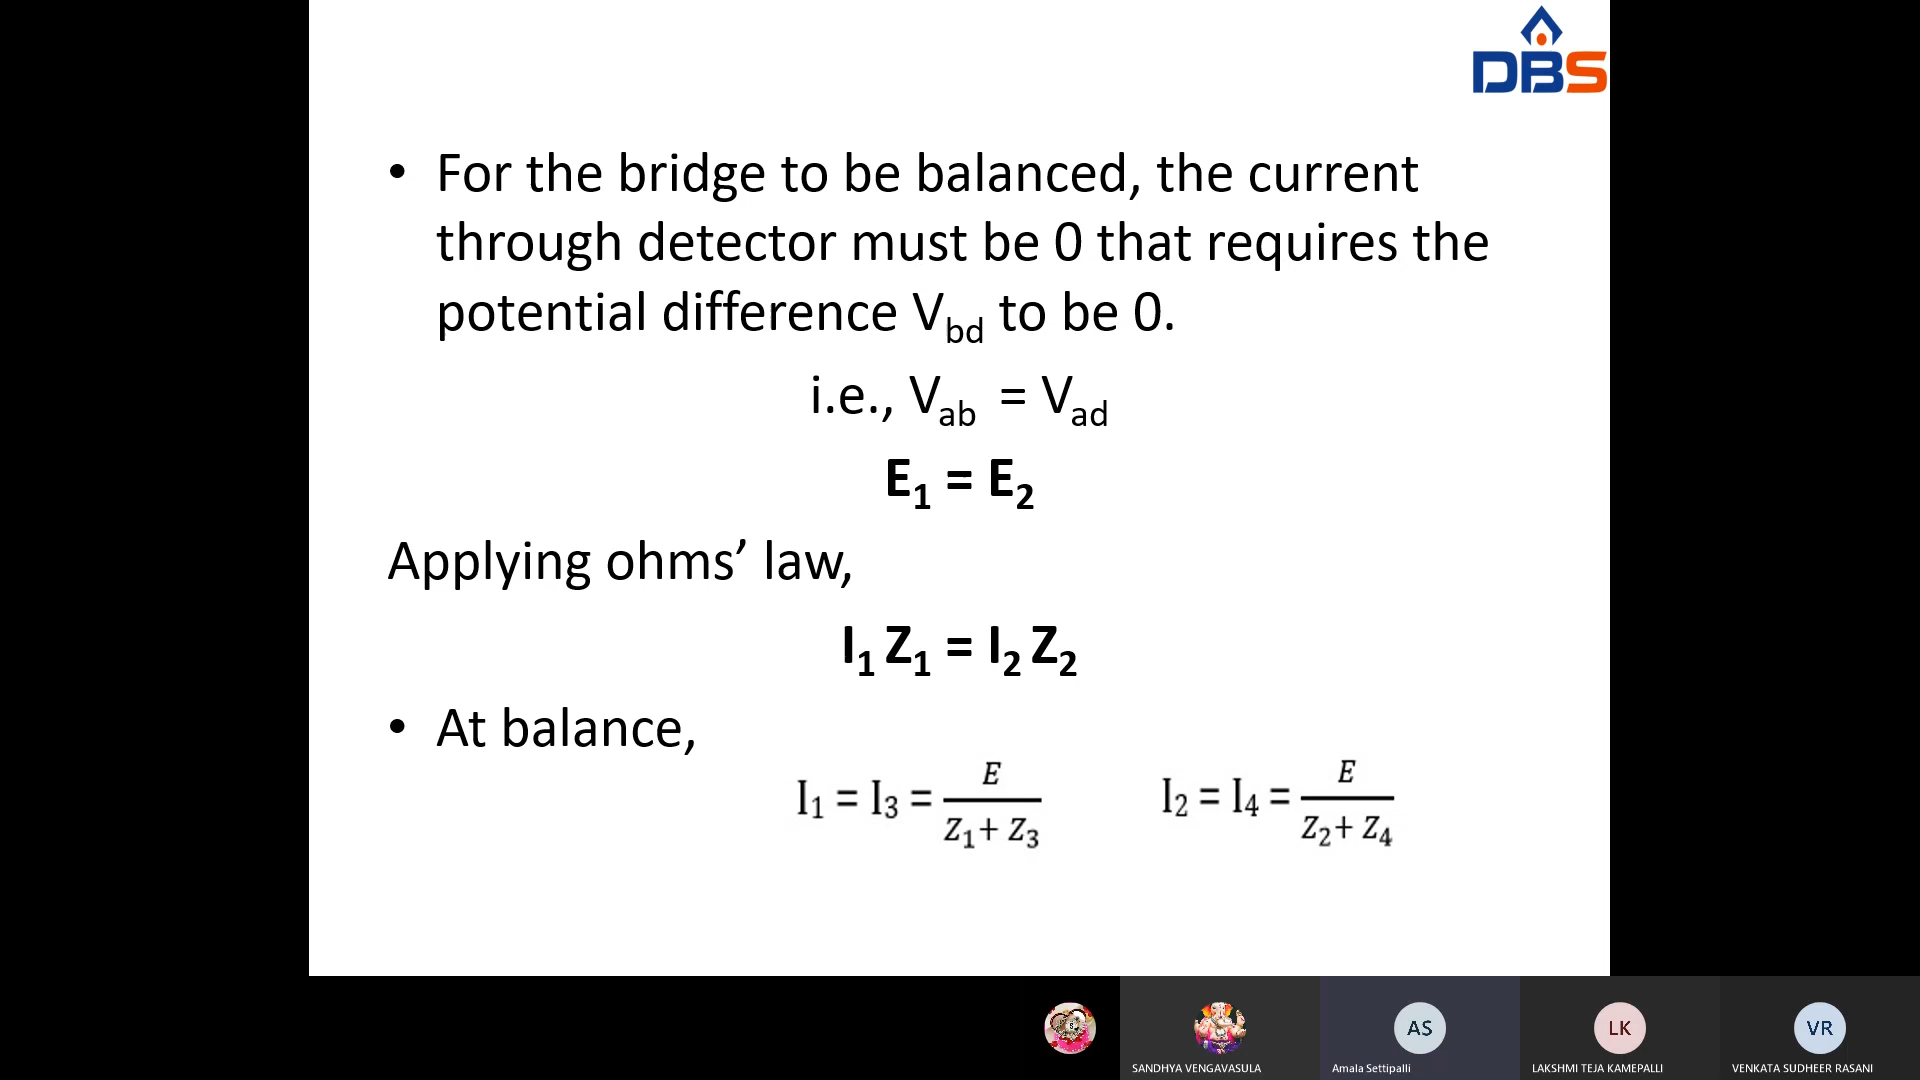 DBS
• For the bridge to be balanced, the current
through detector must be 0 that requires the
potential difference Vbd to be 0.
i.e., Vab = Vad
E1 = E2
Applying ohms’ law,
I1 Z1 = I2 Z2
• At balance,
I1 = I3 = E / Z1+ Z3   I2 = I4 = E / Z2+ Z4
AS LK VR
SANDHYA VENGAVASULA Amala Settipalli LAKSHMI TEJA KAMEPALLI VENKATA SUDHEER RASANI